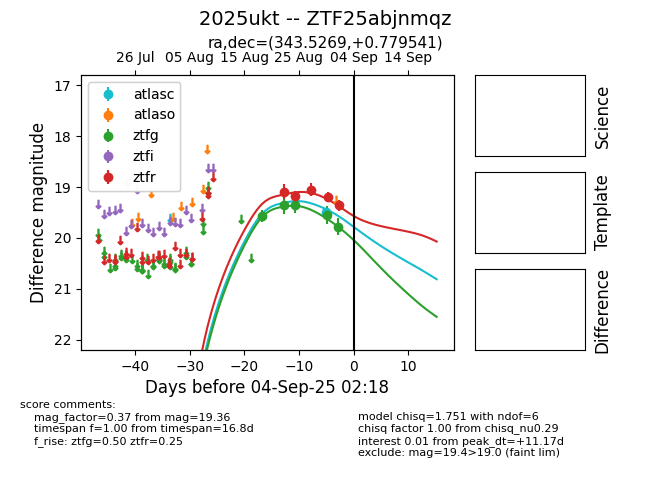 2025ukt -- ZTF25abjnmqz
ra,dec=(343.5269,+0.779541)
26 Jul 05 Aug 15 Aug 25 Aug 04 Sep 14 Sep
17
18
19
20
21
22
Difference magnitude
atlasc
atlaso
ztfg
ztfi
ztfr
−40 −30 −20 −10 0 10
Days before 04-Sep-25 02:18
Science
Template
Difference
score comments:
mag_factor=0.37 from mag=19.36
timespan f=1.00 from timespan=16.8d
f_rise: ztfg=0.50 ztfr=0.25
model chisq=1.751 with ndof=6
chisq factor 1.00 from chisq_nu0.29
interest 0.01 from peak_dt=+11.17d
exclude: mag=19.4>19.0 (faint lim)